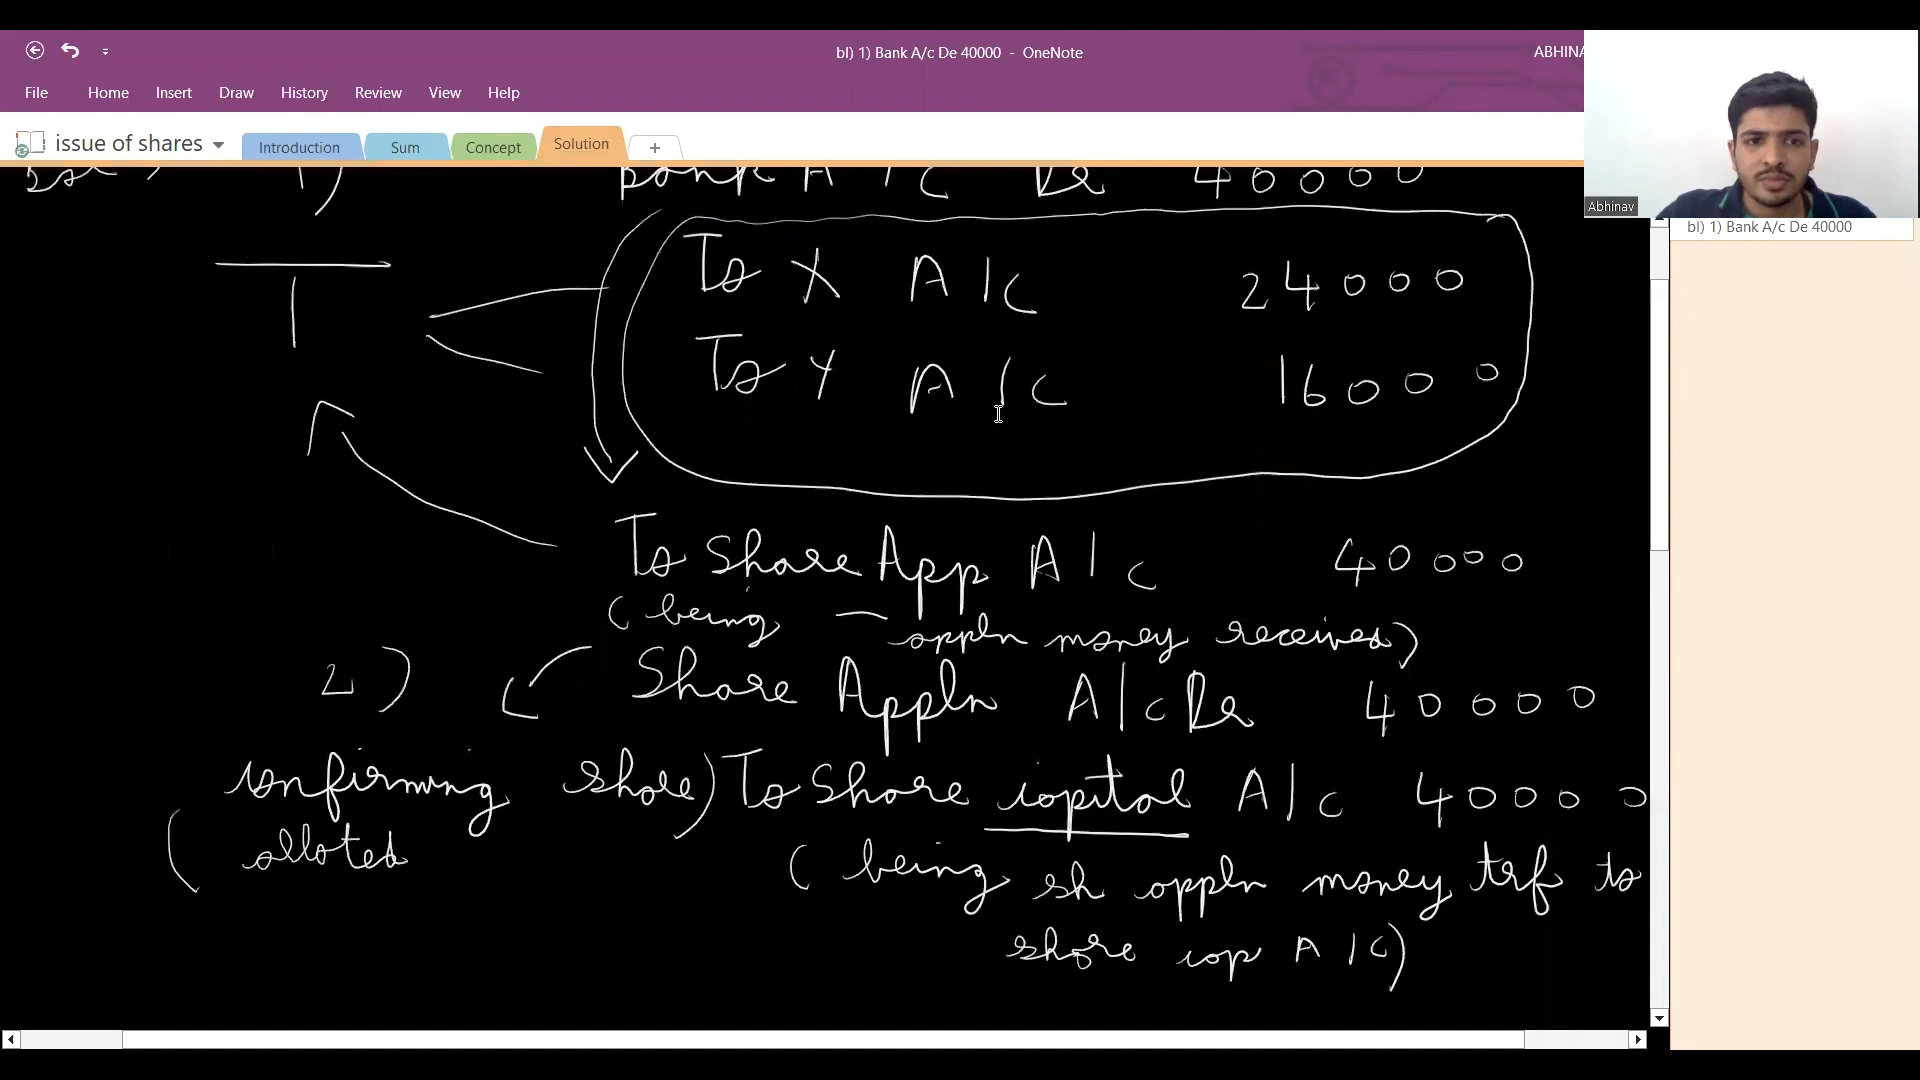 bl) 1) Bank A/c De 40000 - OneNote
ABHINA
File Home Insert Draw History Review View Help
issue of shares Introduction Sum Concept Solution +
Abhinav
bl) 1) Bank A/c De 40000
1) Bank A/C De 40000
To X A/C 24000
To Y A/C 16000
To Share App A/C 40000
(being — appln money received)
2) Share Appln A/C De 40000
To Share capital A/C 40000
(confirming share) alloted
(being sh appln money trf to
share cap A/C)